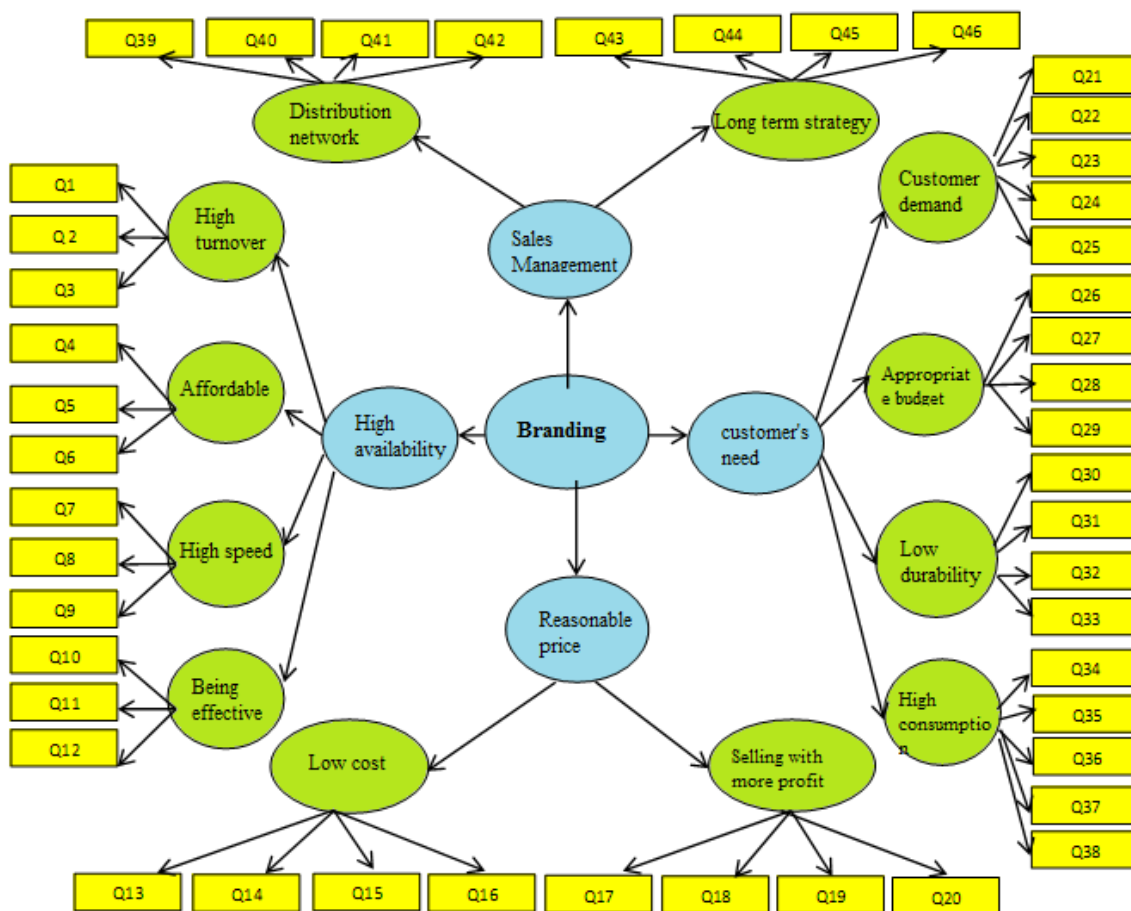 Q39
Q40
Q41
Q42
Q43
Q44
Q45
Q46
Distribution
network
Long term strategy
Q21
Q22
Q23
Q24
Q25
Customer
demand
Q1
Q2
Q3
High
turnover
Sales
Management
Q26
Q27
Q28
Q29
Appropriat
e budget
Q4
Q5
Q6
Affordable
High
availability
Branding
customer's
need
Q30
Q31
Q32
Q33
Low
durability
Q7
Q8
Q9
High speed
Reasonable
price
Q10
Q11
Q12
Being
effective
Q34
Q35
Q36
Q37
Q38
High
consumptio
n
Low cost
Selling with
more profit
Q13
Q14
Q15
Q16
Q17
Q18
Q19
Q20